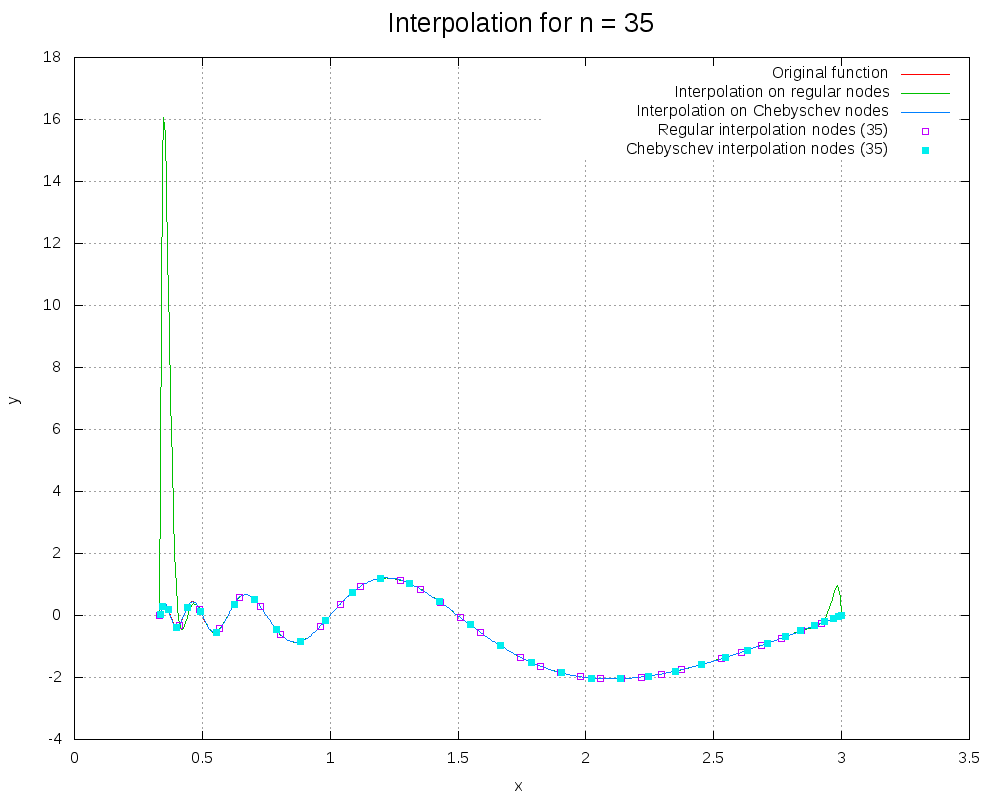 Interpolation for n = 35
18
16
14
12
10
8
6
4
2
0
-2
-4
y
Original function
Interpolation on regular nodes
Interpolation on Chebyschev nodes
Regular interpolation nodes (35)
Chebyschev interpolation nodes (35)
0 0.5 1 1.5 2 2.5 3 3.5
x